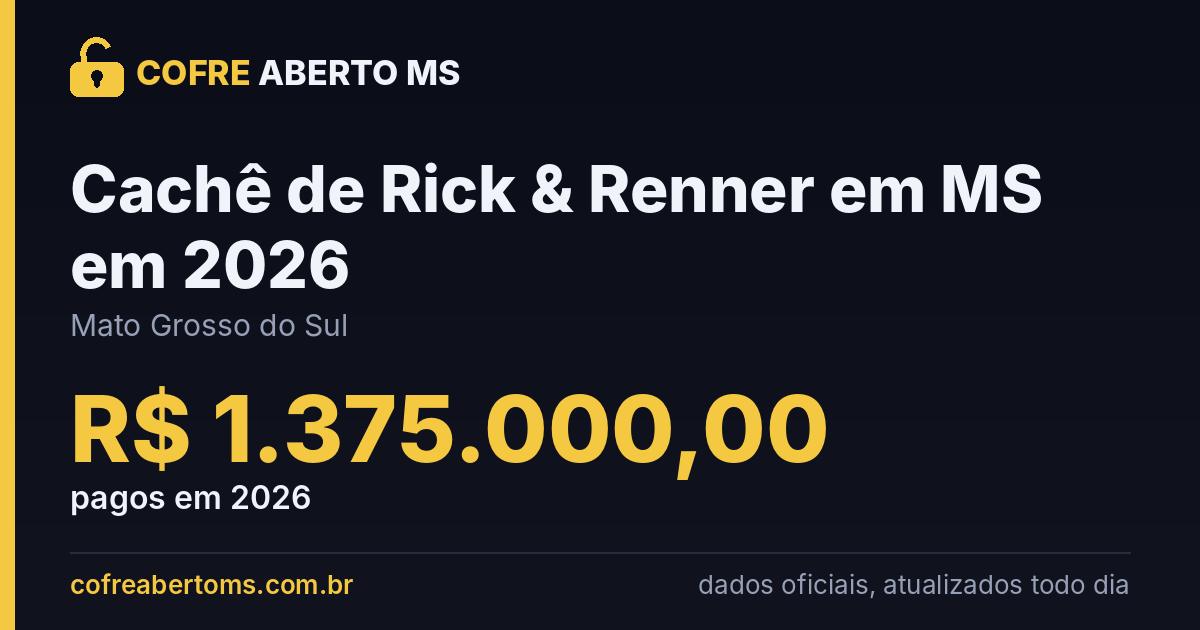 COFRE ABERTO MS
Cachê de Rick & Renner em MS
em 2026
Mato Grosso do Sul
R$ 1.375.000,00
pagos em 2026
cofreabertoms.com.br
dados oficiais, atualizados todo dia